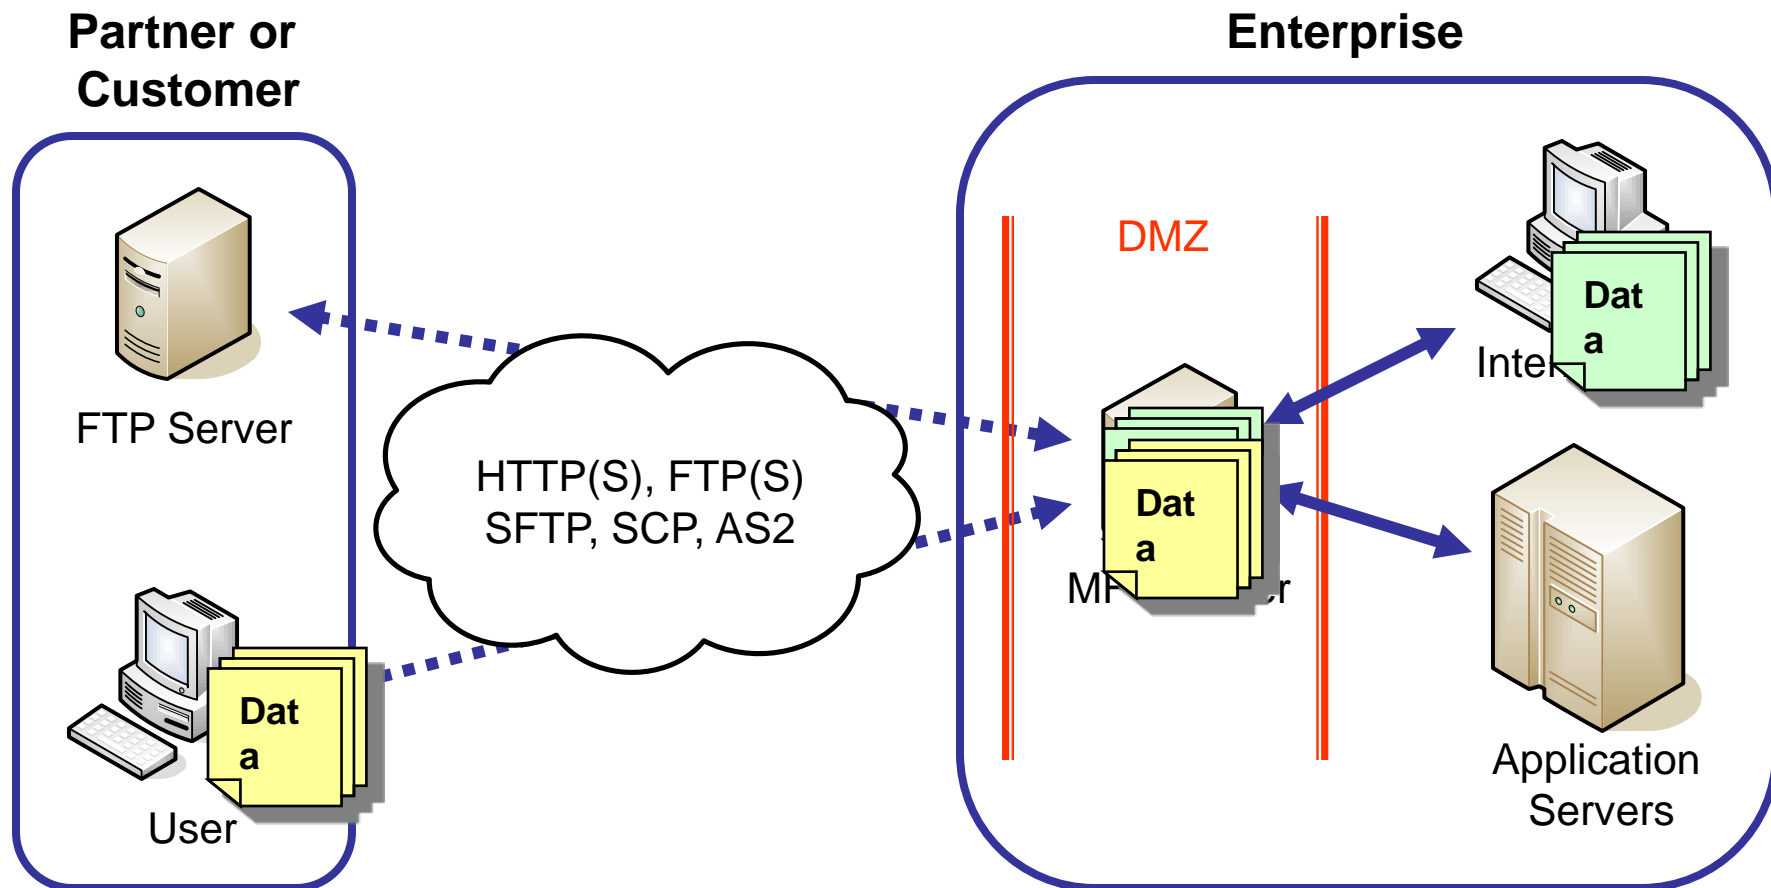 Partner or
Customer
Enterprise
DMZ
FTP Server
HTTP(S), FTP(S)
SFTP, SCP, AS2
Dat
a
Dat
a
Dat
a
User
Application
Servers